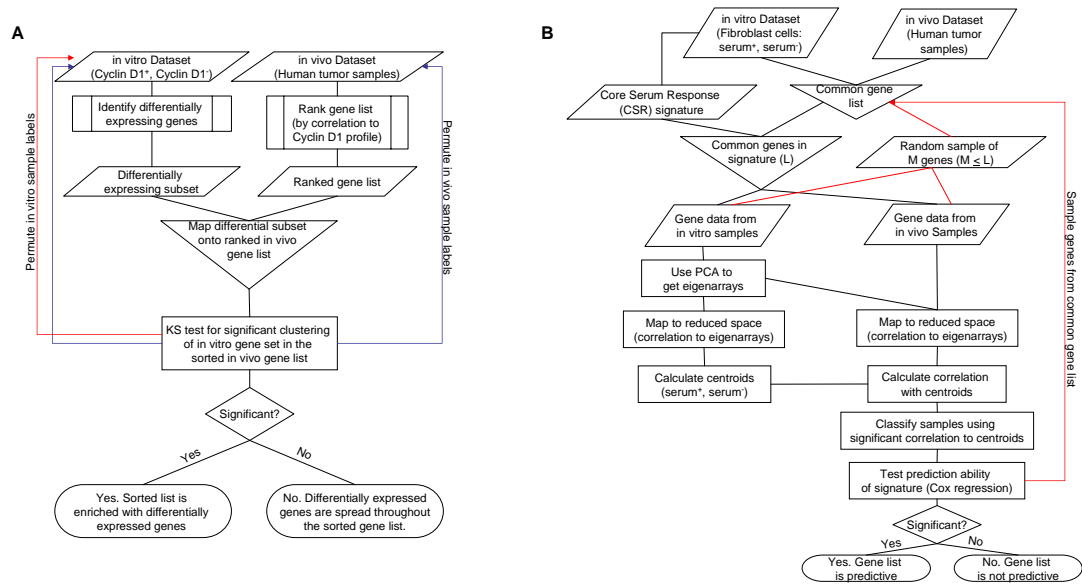 A
in vitro Dataset
(Cyclin D1+, Cyclin D1-)
in vivo Dataset
(Human tumor samples)
Identify differentially
expressing genes
Rank gene list
(by correlation to
Cyclin D1 profile)
Differentially
expressing subset
Ranked gene list
Permute in vitro sample labels
Permute in vivo sample labels
Map differential subset
onto ranked in vivo
gene list
KS test for significant clustering
of in vitro gene set in the
sorted in vivo gene list
Significant?
Yes
No
Yes. Sorted list is
enriched with differentially
expressed genes
No. Differentially expressed
genes are spread throughout
the sorted gene list.
B
in vitro Dataset
(Fibroblast cells:
serum+, serum-)
in vivo Dataset
(Human tumor
samples)
Core Serum Response
(CSR) signature
Common gene
list
Common genes in
signature (L)
Random sample of
M genes (M ≤ L)
Gene data from
in vitro samples
Gene data from
in vivo Samples
Use PCA to
get eigenarrays
Map to reduced space
(correlation to eigenarrays)
Map to reduced space
(correlation to eigenarrays)
Calculate centroids
(serum+, serum-)
Calculate correlation
with centroids
Classify samples using
significant correlation to centroids
Test prediction ability
of signature (Cox regression)
Sample genes from common gene list
Significant?
Yes
No
Yes. Gene list
is predictive
No. Gene list
is not predictive